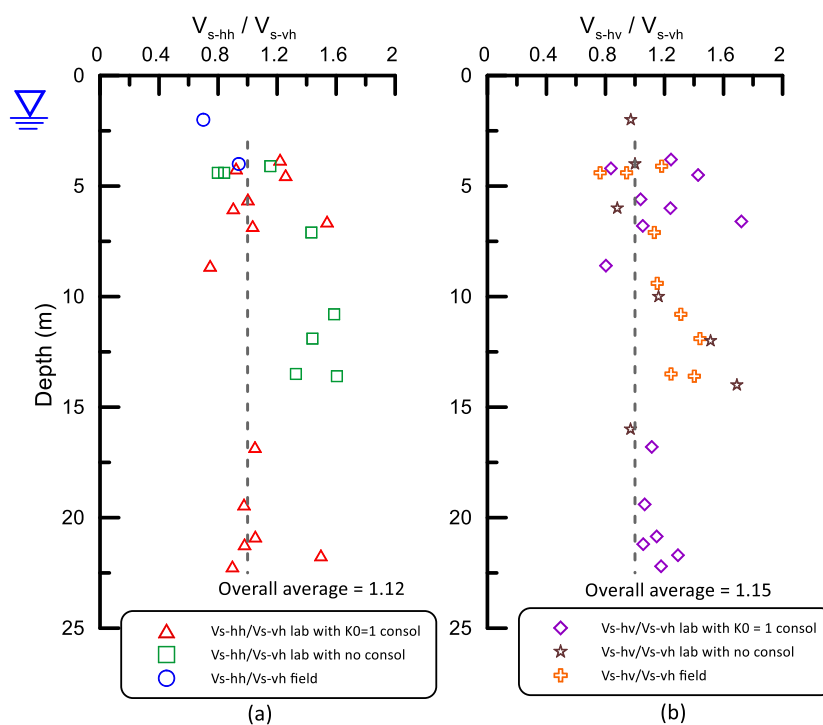 Vs-hh / Vs-vh
0 0.4 0.8 1.2 1.6 2
0
5
10
15
20
25
Depth (m)
Overall average = 1.12
Vs-hh/Vs-vh lab with K0=1 consol
Vs-hh/Vs-vh lab with no consol
Vs-hh/Vs-vh field
(a)
Vs-hv / Vs-vh
0 0.4 0.8 1.2 1.6 2
Overall average = 1.15
Vs-hv/Vs-vh lab with K0 = 1 consol
Vs-hv/Vs-vh lab with no consol
Vs-hv/Vs-vh field
(b)